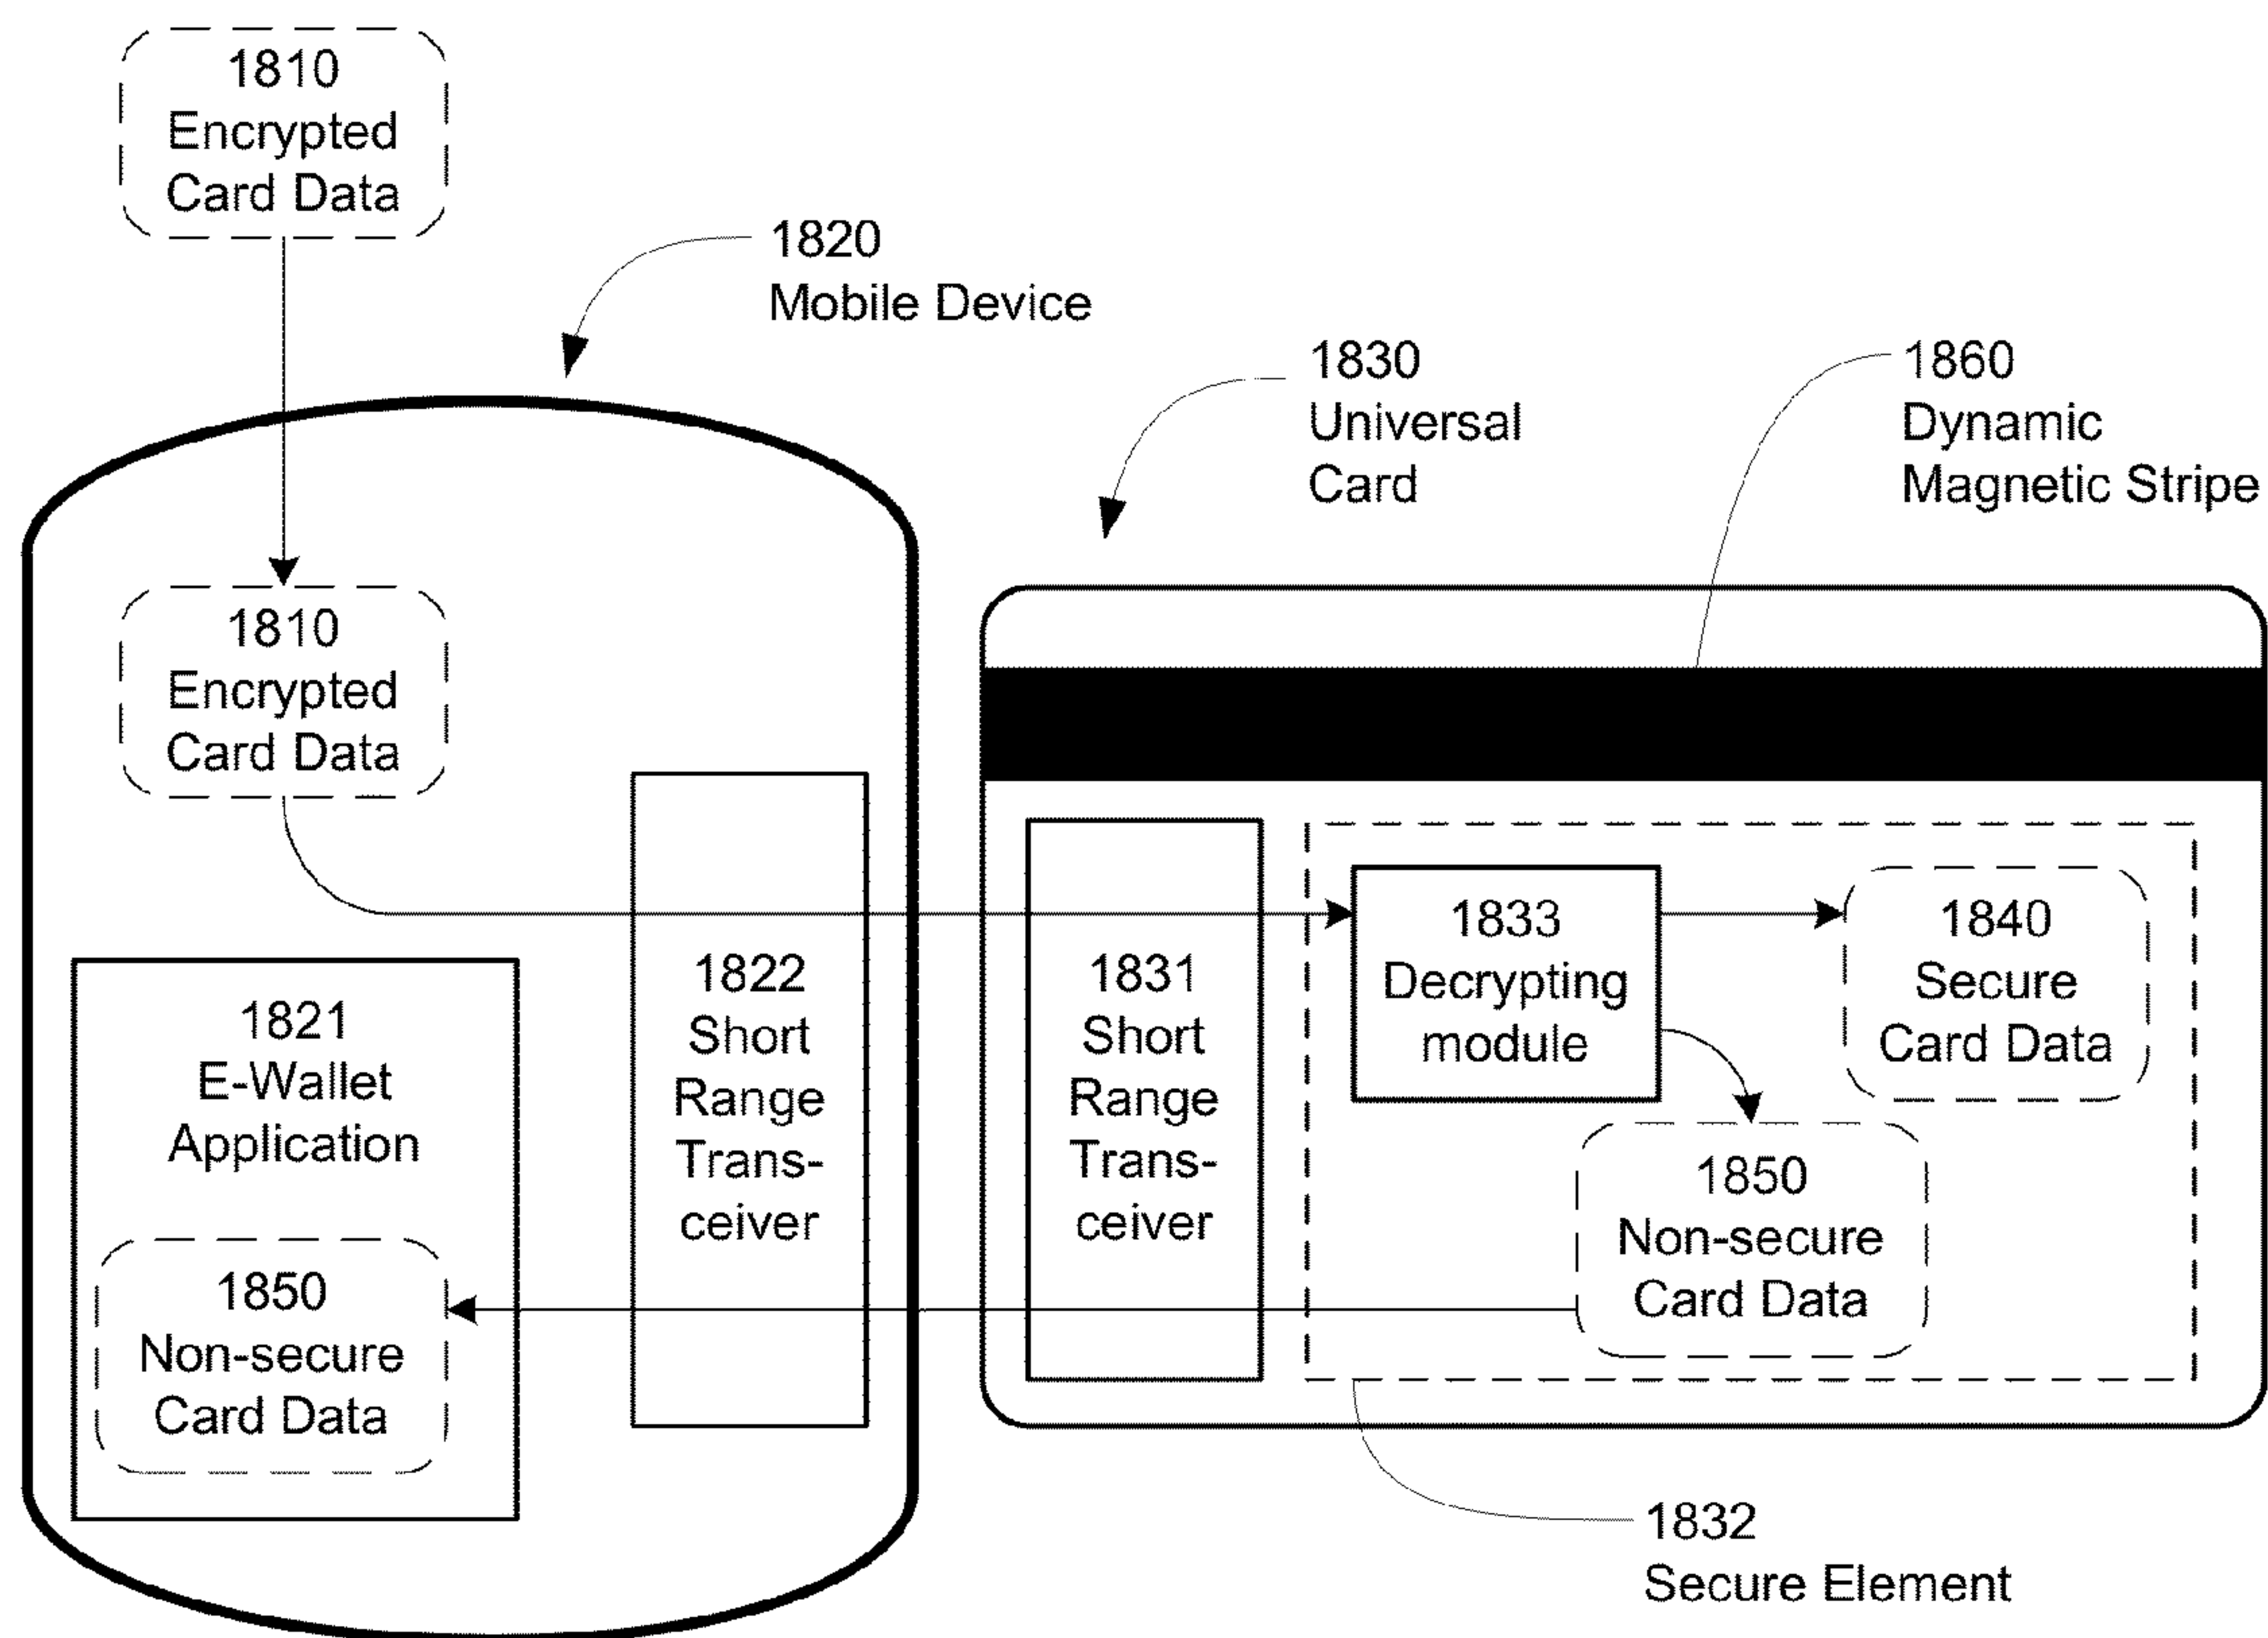 1810
Encrypted
Card Data
1820
Mobile Device
1830
Universal
Card
1860
Dynamic
Magnetic Stripe
1810
Encrypted
Card Data
1821
E-Wallet
Application
1850
Non-secure
Card Data
1822
Short
Range
Trans-
ceiver
1831
Short
Range
Trans-
ceiver
1833
Decrypting
module
1840
Secure
Card Data
1850
Non-secure
Card Data
1832
Secure Element